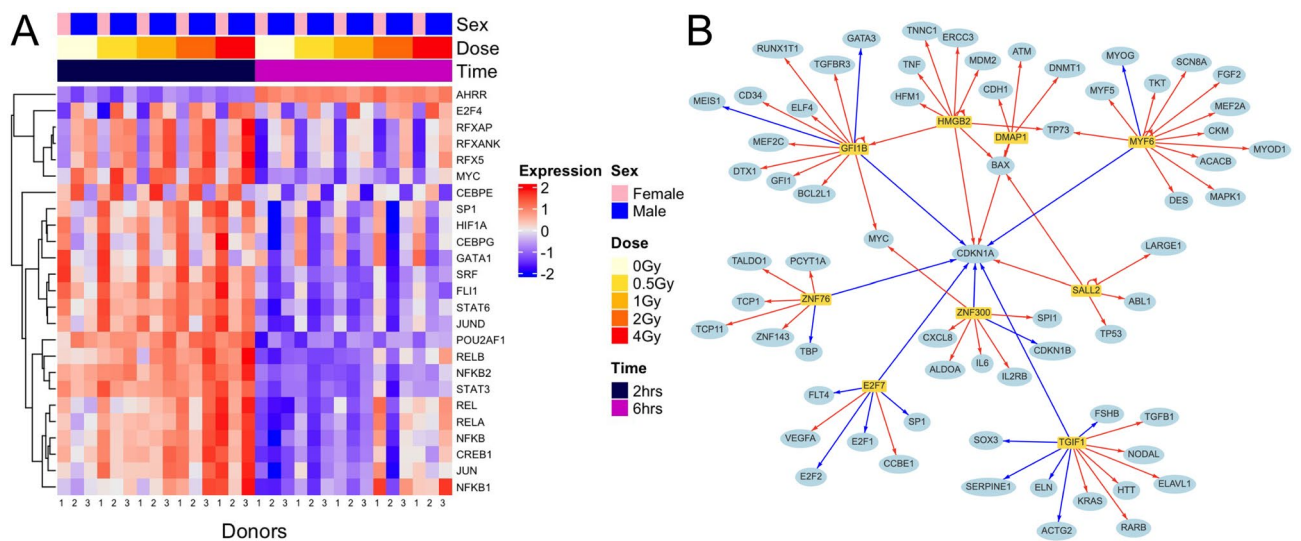 A
Sex
Dose
Time
AHRR
E2F4
RFXAP
RFXANK
RFX5
MYC
CEBPE
SP1
HIF1A
CEBPG
GATA1
SRF
FLI1
STAT6
JUND
POU2AF1
RELB
NFKB2
STAT3
REL
RELA
NFKB
CREB1
JUN
NFKB1
1 2 3 1 2 3 1 2 3 1 2 3 1 2 3 1 2 3 1 2 3 1 2 3 1 2 3 1 2 3
Donors
Expression
2
1
0
-1
-2
Sex
Female
Male
Dose
0Gy
0.5Gy
1Gy
2Gy
4Gy
Time
2hrs
6hrs
B
RUNX1T1
GATA3
TNNC1
ERCC3
TGFBR3
TNF
MDM2
ATM
DNMT1
MYOG
SCN8A
TKT
FGF2
MEIS1
CD34
ELF4
HFM1
CDH1
MYF5
MEF2A
HMGB2
DMAP1
TP73
CKM
MEF2C
GFI1B
MYF6
MYOD1
ACACB
DTX1
GFI1
BCL2L1
BAX
DES
MAPK1
MYC
CDKN1A
LARGE1
TALDO1
PCYT1A
SALL2
ABL1
TCP1
ZNF76
ZNF300
SPI1
TP53
TCP11
ZNF143
TBP
CXCL8
CDKN1B
ALDOA
IL6
IL2RB
FLT4
E2F7
SP1
VEGFA
E2F1
CCBE1
E2F2
FSHB
TGFB1
SOX3
TGIF1
NODAL
SERPINE1
ELN
HTT
ELAVL1
KRAS
ACTG2
RARB